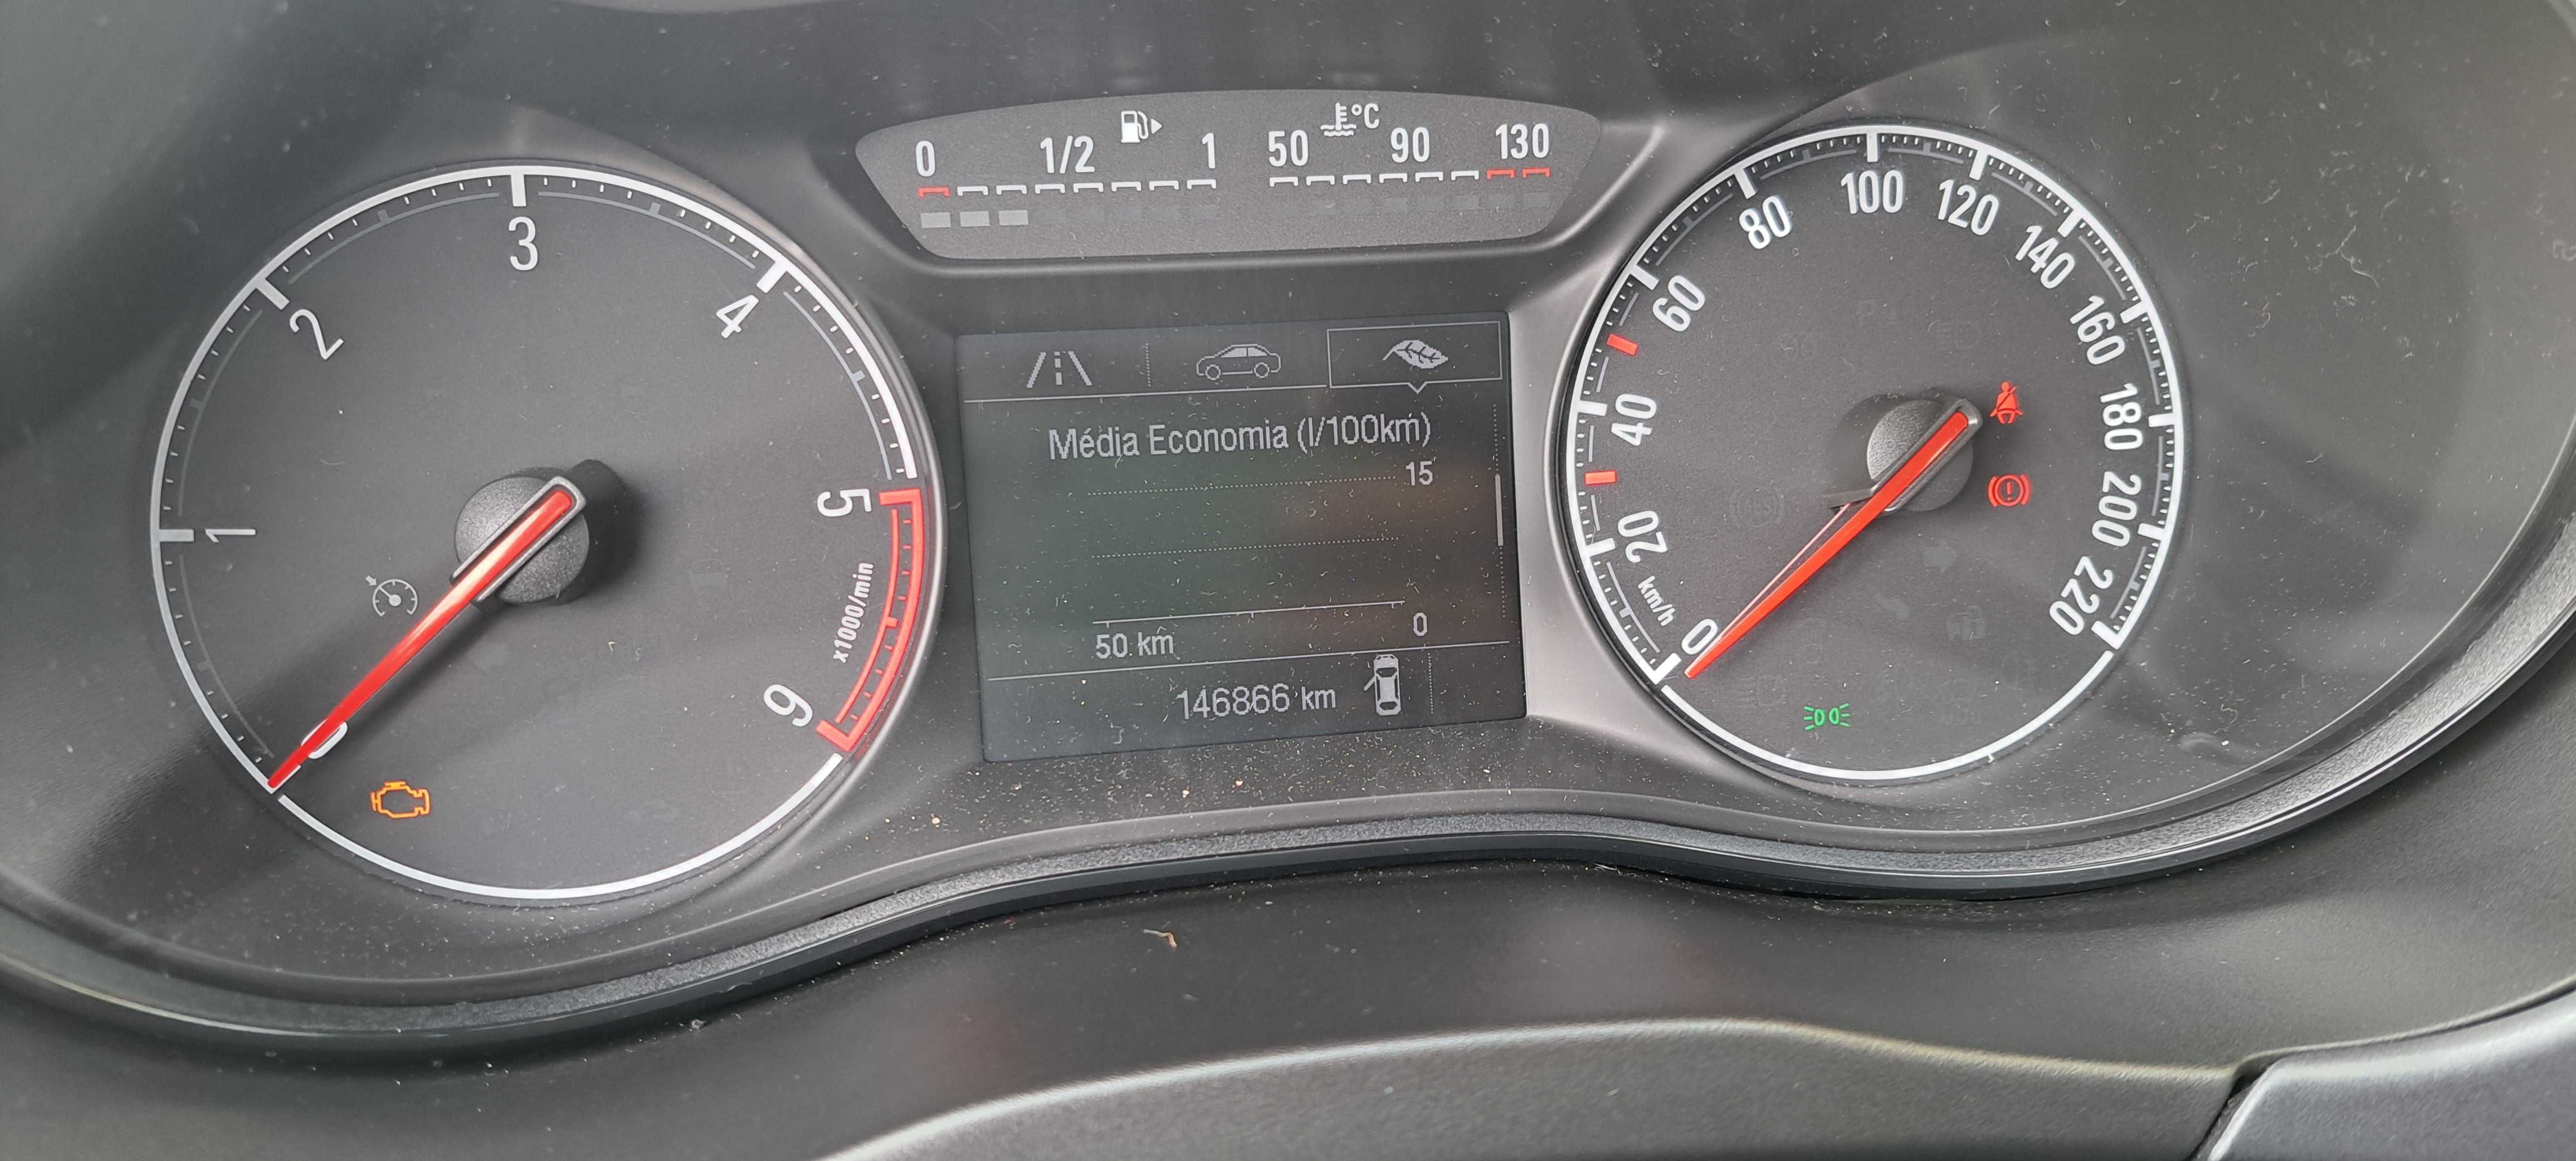 0 1/2 1 50 °C 90 130
0 1 2 3 4 5 6
x1000/min
Média Economia (l/100km)
15
0
50 km
146866 km
0 20 40 60 80 100 120 140 160 180 200 220
km/h